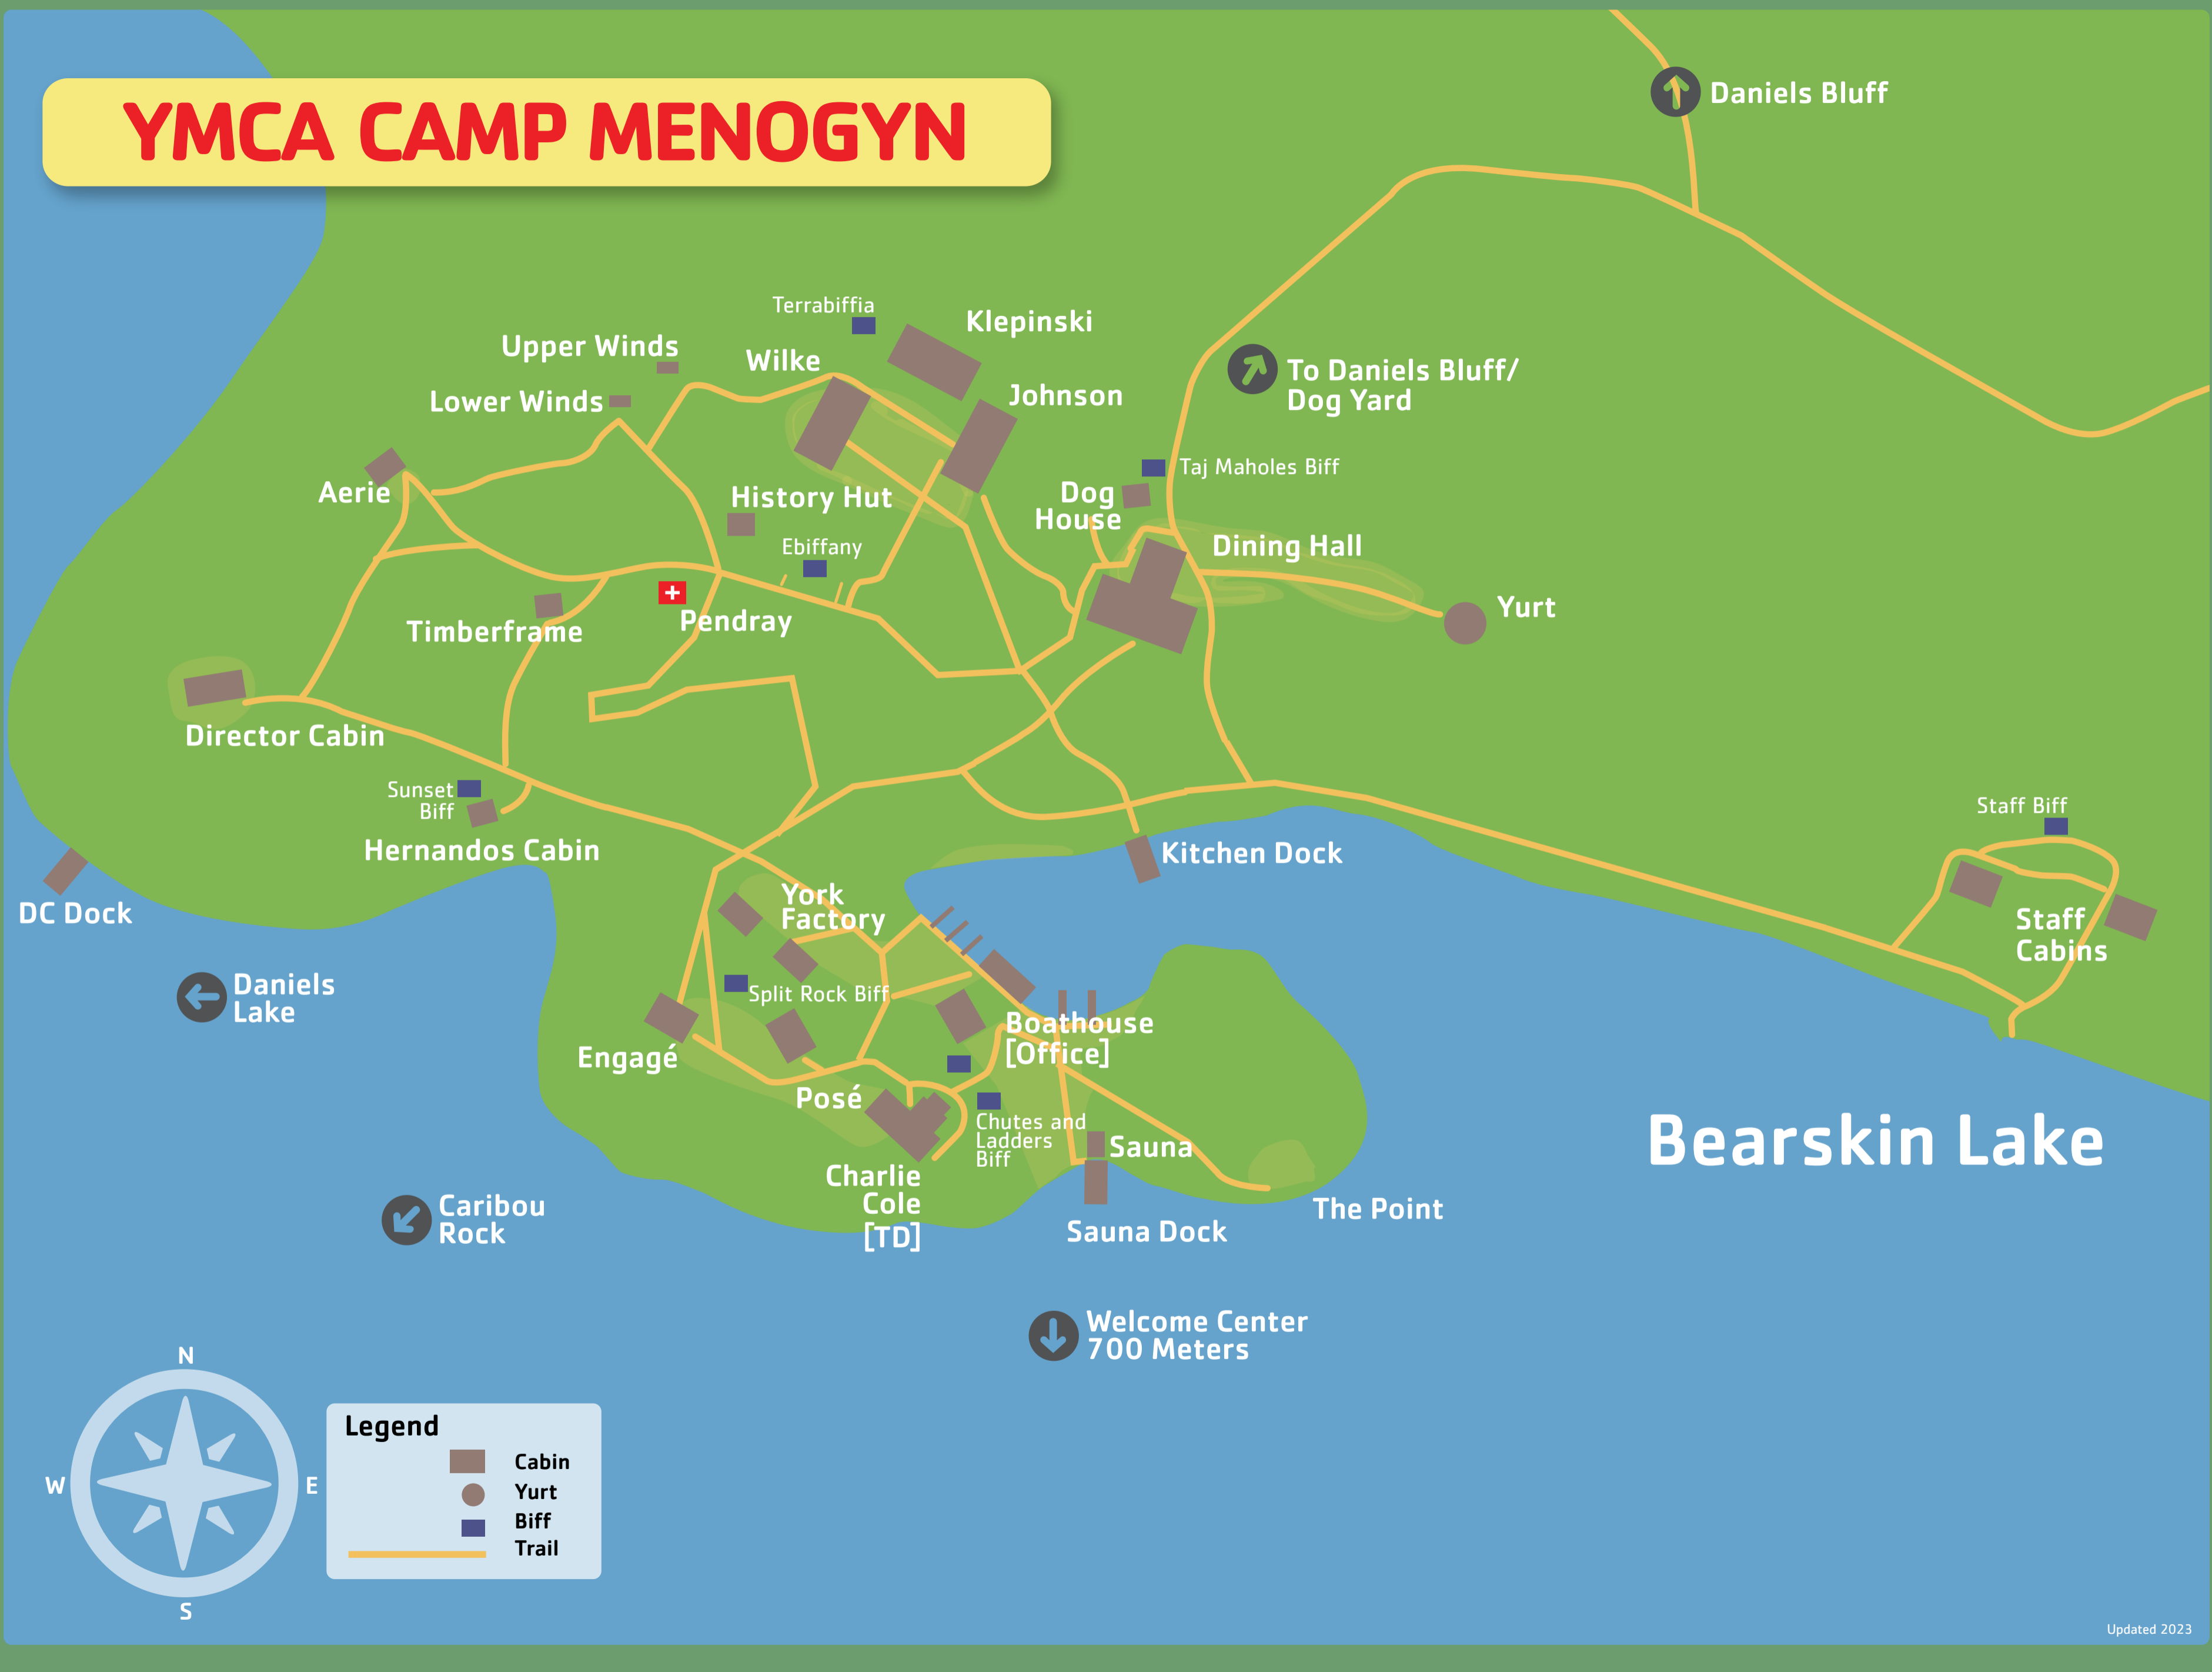 YMCA CAMP MENOGYN
Daniels Bluff
Terrabiffia
Klepinski
Upper Winds
Wilke
To Daniels Bluff/
Dog Yard
Lower Winds
Johnson
Taj Maholes Biff
Aerie
History Hut
Dog
House
Ebiffany
Dining Hall
Timberframe
Pendray
Yurt
Director Cabin
Sunset
Biff
Hernandos Cabin
Kitchen Dock
Staff Biff
DC Dock
York
Factory
Staff
Cabins
Daniels
Lake
Split Rock Biff
Engagé
Boathouse
[Office]
Posé
Chutes and
Ladders
Biff
Sauna
Bearskin Lake
Charlie
Cole
[TD]
Caribou
Rock
Sauna Dock
The Point
Welcome Center
700 Meters
N
W
E
S
Legend
Cabin
Yurt
Biff
Trail
Updated 2023